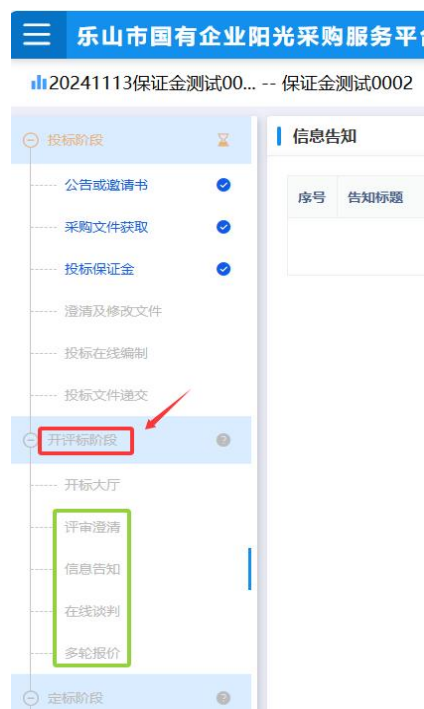 乐山市国有企业阳光采购服务平
20241113保证金测试00... -- 保证金测试0002
投标阶段
信息告知
公告或邀请书
序号 告知标题
采购文件获取
投标保证金
澄清及修改文件
投标在线编制
投标文件递交
开评标阶段
开标大厅
评审澄清
信息告知
在线谈判
多轮报价
定标阶段